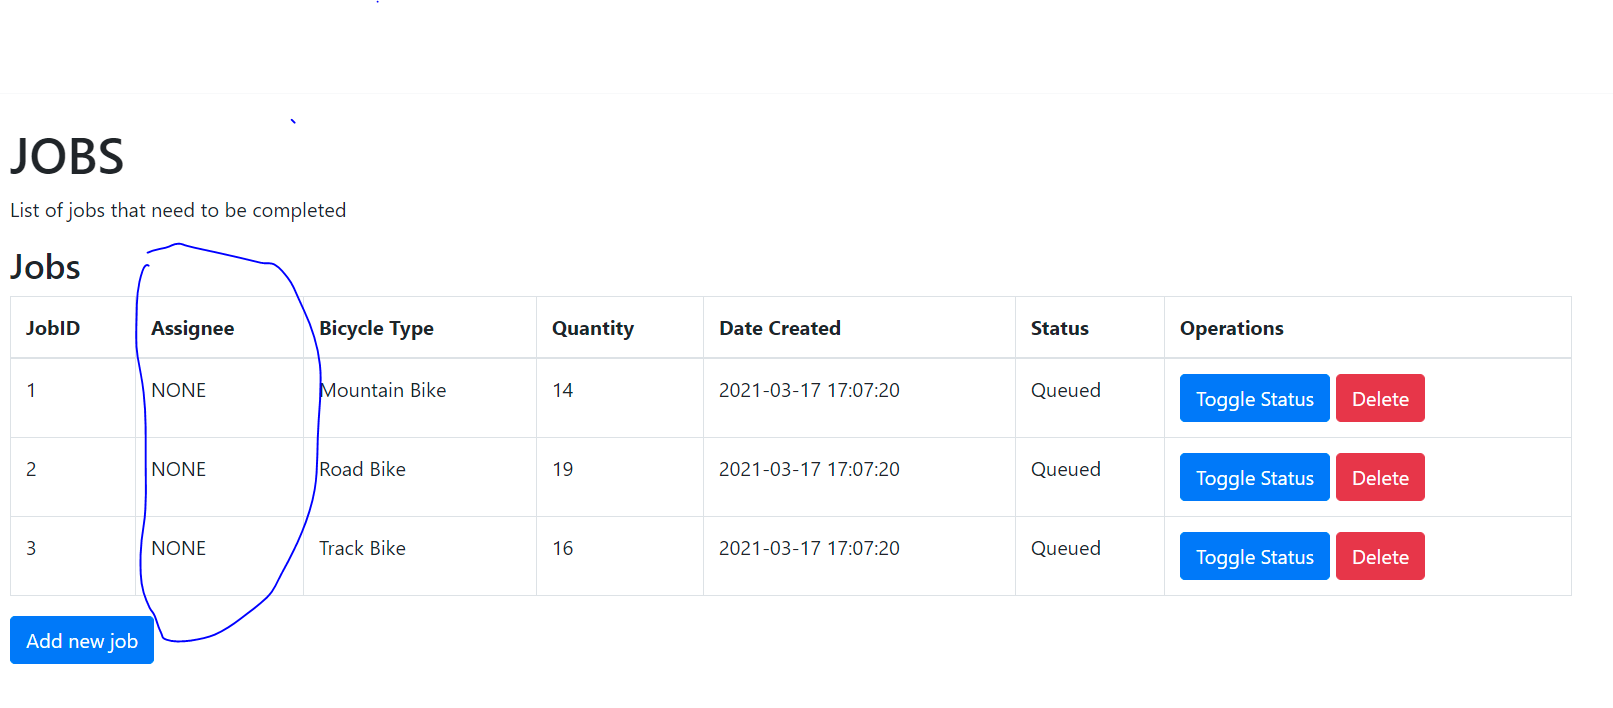 JOBS
List of jobs that need to be completed
Jobs
JobID Assignee Bicycle Type Quantity Date Created Status Operations
1 NONE Mountain Bike 14 2021-03-17 17:07:20 Queued Toggle Status Delete
2 NONE Road Bike 19 2021-03-17 17:07:20 Queued Toggle Status Delete
3 NONE Track Bike 16 2021-03-17 17:07:20 Queued Toggle Status Delete
Add new job